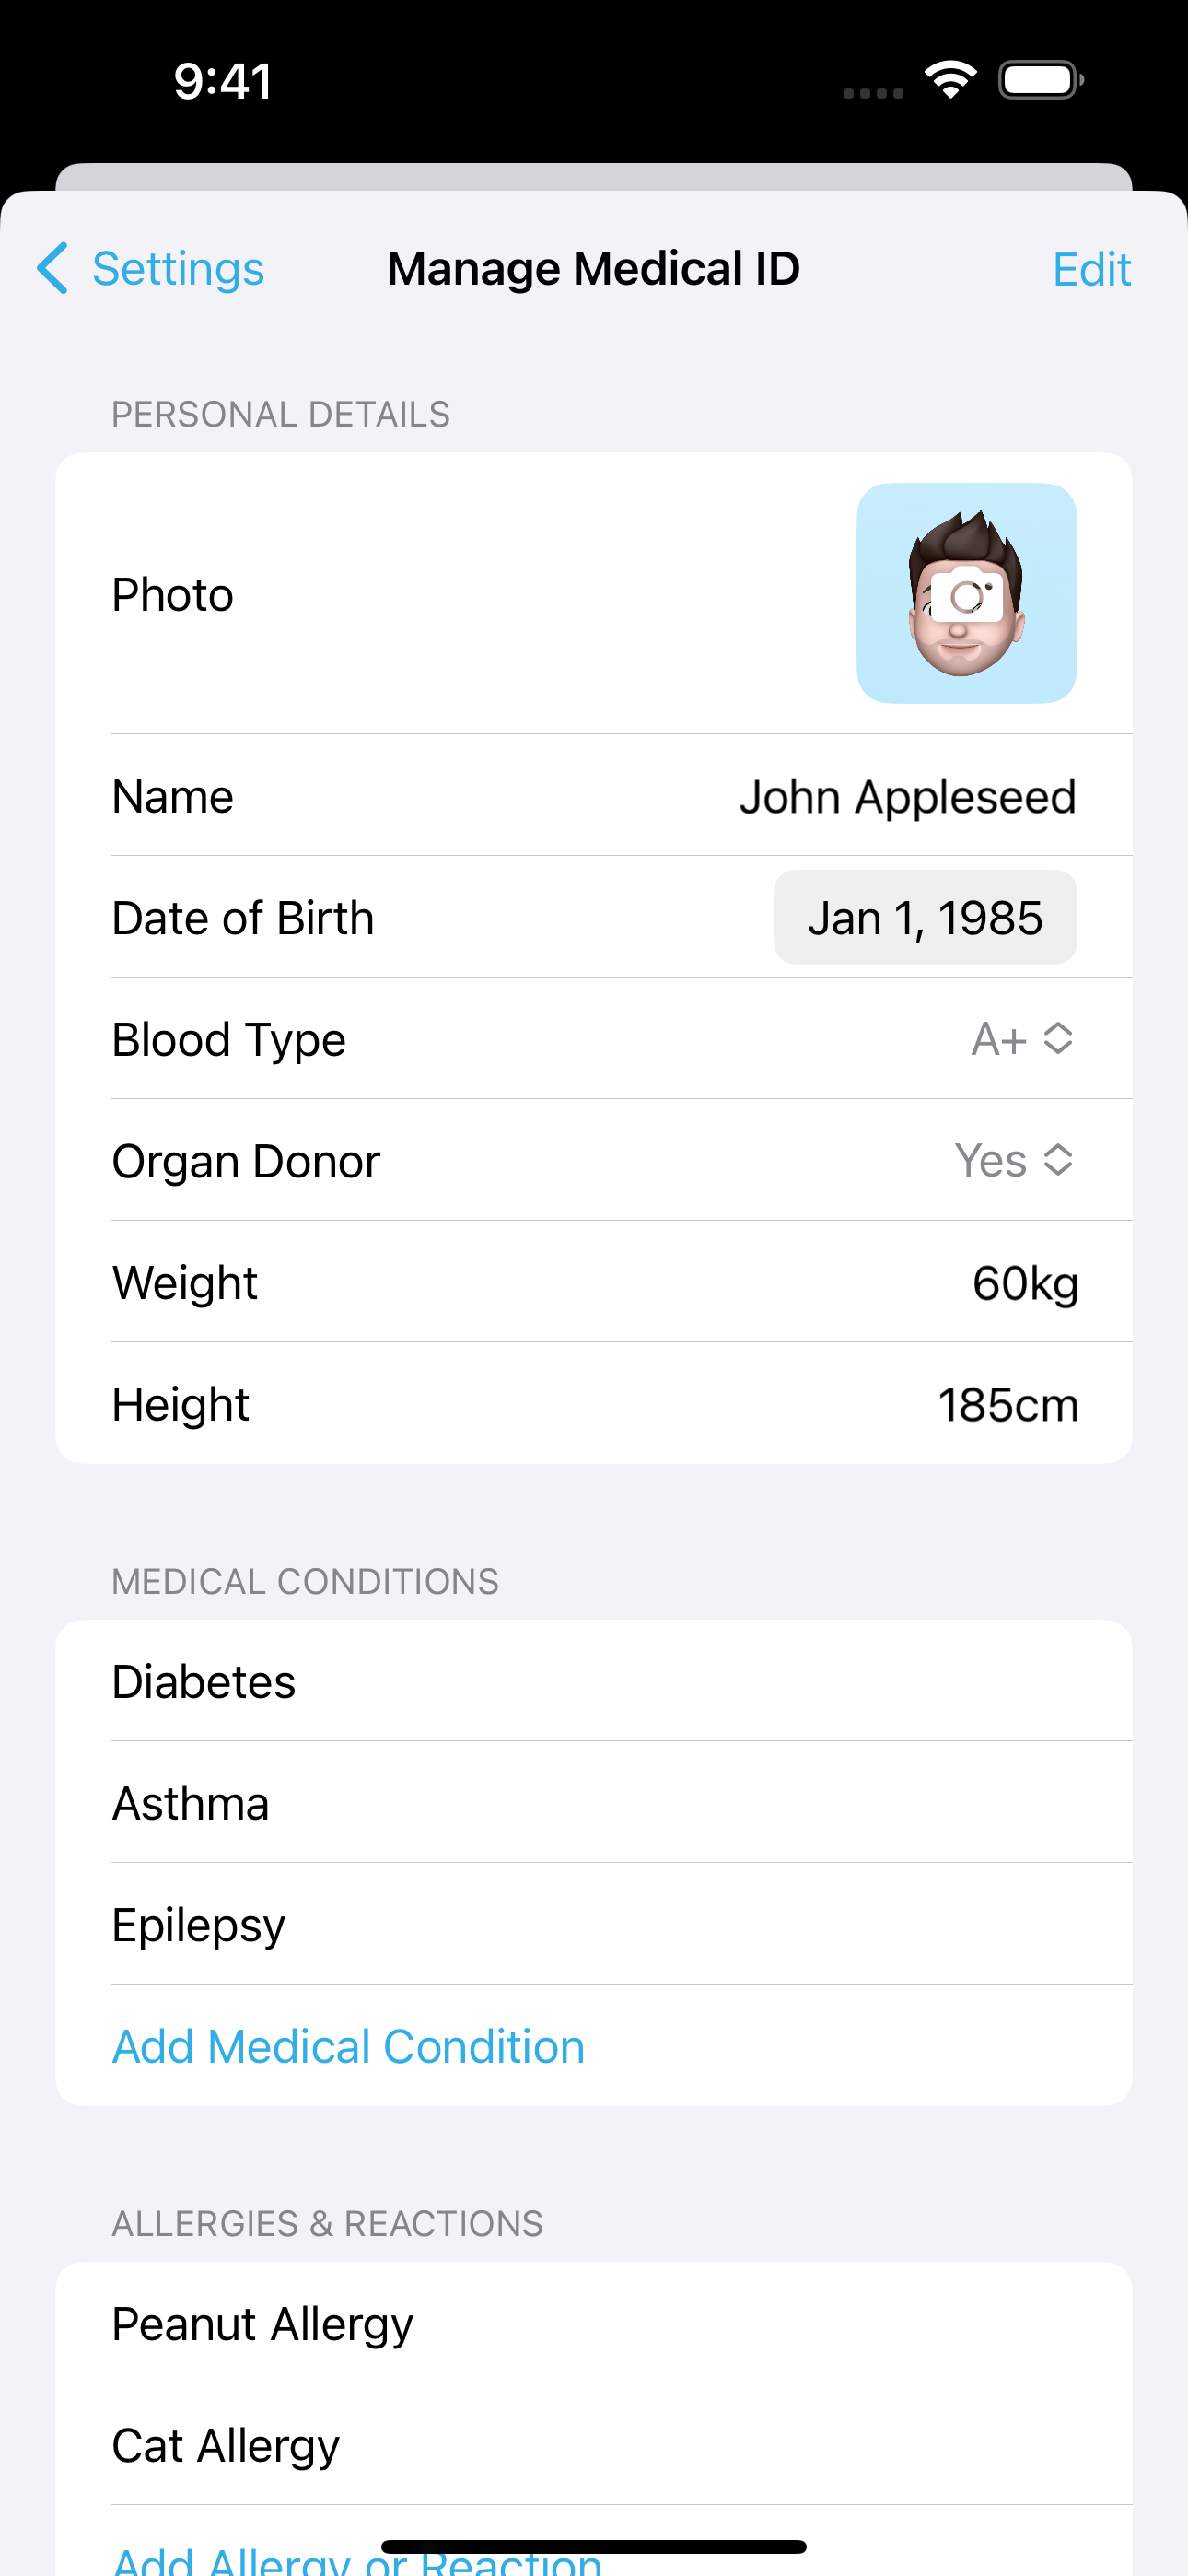 9:41
Settings Manage Medical ID Edit
PERSONAL DETAILS
Photo
Name John Appleseed
Date of Birth Jan 1, 1985
Blood Type A+
Organ Donor Yes
Weight 60kg
Height 185cm
MEDICAL CONDITIONS
Diabetes
Asthma
Epilepsy
Add Medical Condition
ALLERGIES & REACTIONS
Peanut Allergy
Cat Allergy
Add Allergy or Reaction